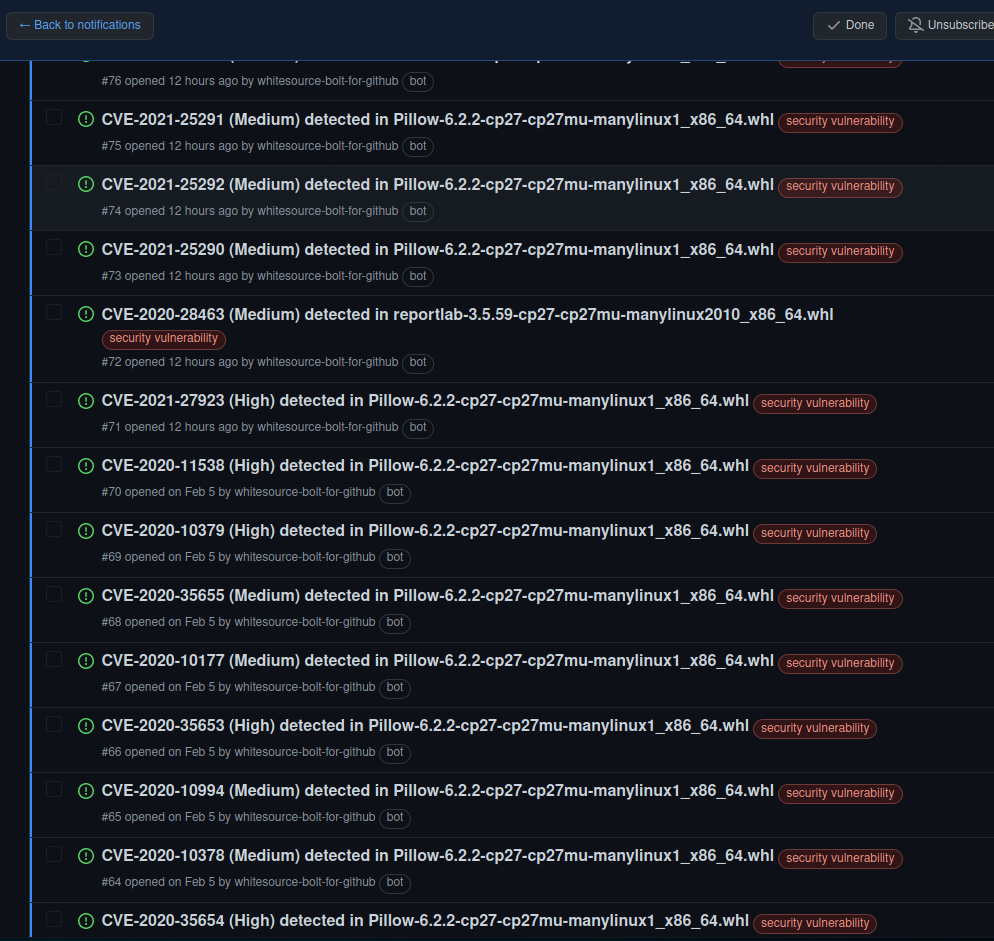 ← Back to notifications
Done
Unsubscribe
#76 opened 12 hours ago by whitesource-bolt-for-github bot
CVE-2021-25291 (Medium) detected in Pillow-6.2.2-cp27-cp27mu-manylinux1_x86_64.whl security vulnerability
#75 opened 12 hours ago by whitesource-bolt-for-github bot
CVE-2021-25292 (Medium) detected in Pillow-6.2.2-cp27-cp27mu-manylinux1_x86_64.whl security vulnerability
#74 opened 12 hours ago by whitesource-bolt-for-github bot
CVE-2021-25290 (Medium) detected in Pillow-6.2.2-cp27-cp27mu-manylinux1_x86_64.whl security vulnerability
#73 opened 12 hours ago by whitesource-bolt-for-github bot
CVE-2020-28463 (Medium) detected in reportlab-3.5.59-cp27-cp27mu-manylinux2010_x86_64.whl
security vulnerability
#72 opened 12 hours ago by whitesource-bolt-for-github bot
CVE-2021-27923 (High) detected in Pillow-6.2.2-cp27-cp27mu-manylinux1_x86_64.whl security vulnerability
#71 opened 12 hours ago by whitesource-bolt-for-github bot
CVE-2020-11538 (High) detected in Pillow-6.2.2-cp27-cp27mu-manylinux1_x86_64.whl security vulnerability
#70 opened on Feb 5 by whitesource-bolt-for-github bot
CVE-2020-10379 (High) detected in Pillow-6.2.2-cp27-cp27mu-manylinux1_x86_64.whl security vulnerability
#69 opened on Feb 5 by whitesource-bolt-for-github bot
CVE-2020-35655 (Medium) detected in Pillow-6.2.2-cp27-cp27mu-manylinux1_x86_64.whl security vulnerability
#68 opened on Feb 5 by whitesource-bolt-for-github bot
CVE-2020-10177 (Medium) detected in Pillow-6.2.2-cp27-cp27mu-manylinux1_x86_64.whl security vulnerability
#67 opened on Feb 5 by whitesource-bolt-for-github bot
CVE-2020-35653 (High) detected in Pillow-6.2.2-cp27-cp27mu-manylinux1_x86_64.whl security vulnerability
#66 opened on Feb 5 by whitesource-bolt-for-github bot
CVE-2020-10994 (Medium) detected in Pillow-6.2.2-cp27-cp27mu-manylinux1_x86_64.whl security vulnerability
#65 opened on Feb 5 by whitesource-bolt-for-github bot
CVE-2020-10378 (Medium) detected in Pillow-6.2.2-cp27-cp27mu-manylinux1_x86_64.whl security vulnerability
#64 opened on Feb 5 by whitesource-bolt-for-github bot
CVE-2020-35654 (High) detected in Pillow-6.2.2-cp27-cp27mu-manylinux1_x86_64.whl security vulnerability